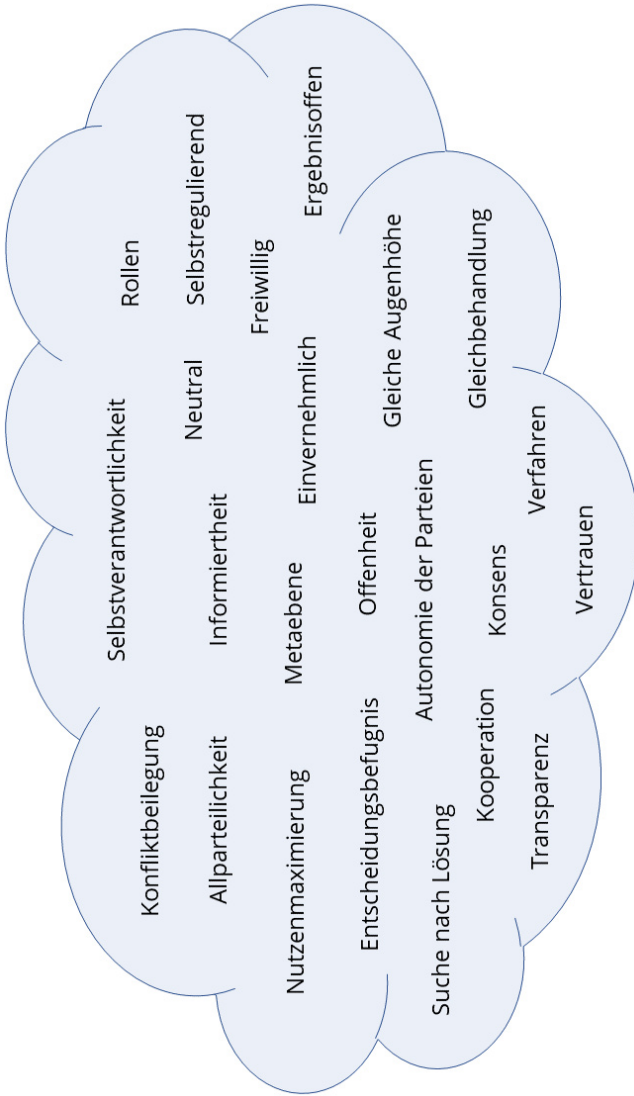 Konfliktbeilegung
Selbstverantwortlichkeit
Rollen
Allparteilichkeit
Informiertheit
Neutral
Selbstregulierend
Freiwillig
Nutzenmaximierung
Metaebene
Einvernehmlich
Ergebnisoffen
Entscheidungsbefugnis
Offenheit
Gleiche Augenhöhe
Suche nach Lösung
Autonomie der Parteien
Gleichbehandlung
Kooperation
Konsens
Verfahren
Transparenz
Vertrauen